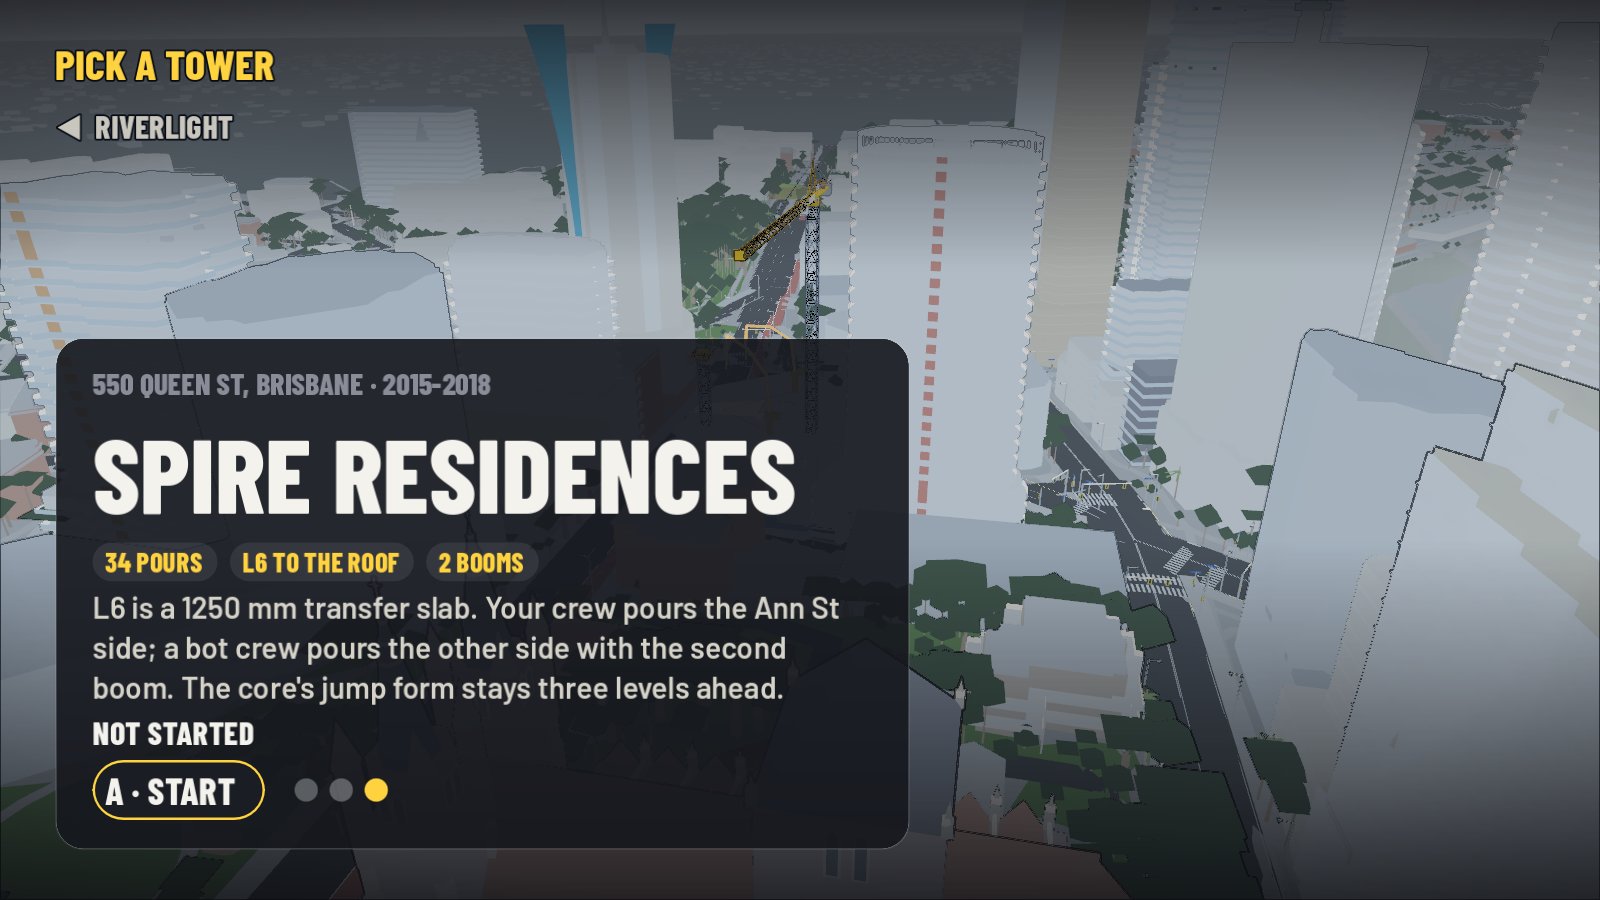 PICK A TOWER
RIVERLIGHT
550 QUEEN ST, BRISBANE · 2015-2018
SPIRE RESIDENCES
34 POURS L6 TO THE ROOF 2 BOOMS
L6 is a 1250 mm transfer slab. Your crew pours the Ann St
side; a bot crew pours the other side with the second
boom. The core's jump form stays three levels ahead.
NOT STARTED
A · START